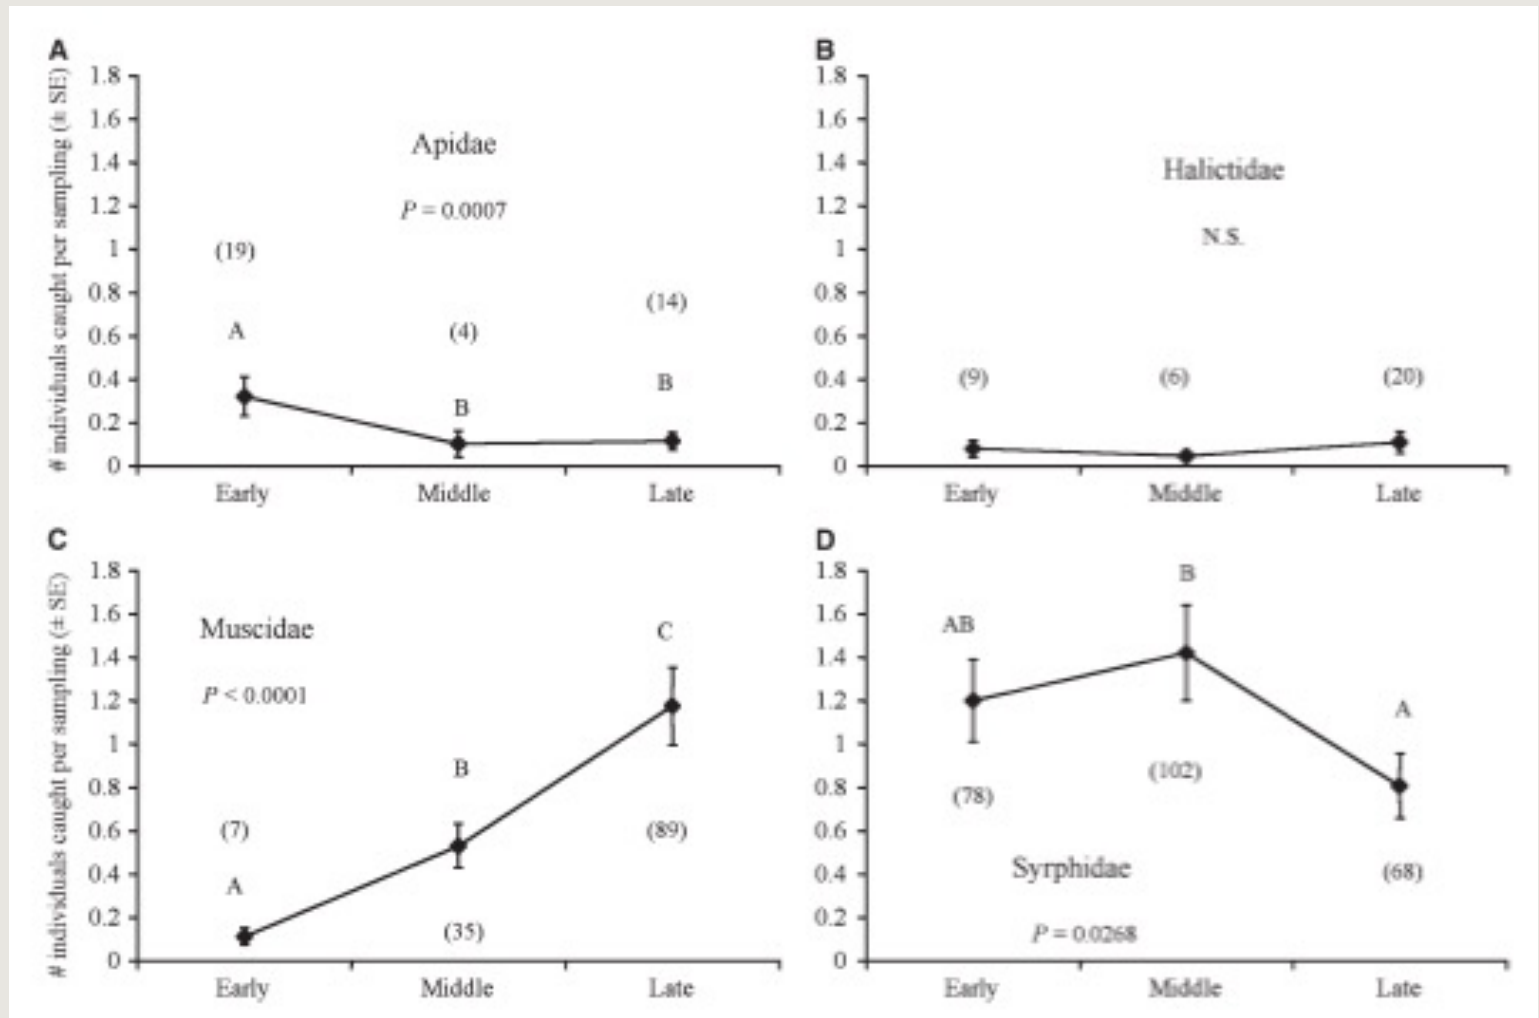 A
# individuals caught per sampling (± SE)
1.8
1.6
1.4
1.2
1
0.8
0.6
0.4
0.2
0
Apidae
P = 0.0007
(19)
(4)
(14)
A
B
B
Early
Middle
Late
B
1.8
1.6
1.4
1.2
1
0.8
0.6
0.4
0.2
0
Halictidae
N.S.
(9)
(6)
(20)
Early
Middle
Late
C
# individuals caught per sampling (± SE)
1.8
1.6
1.4
1.2
1
0.8
0.6
0.4
0.2
0
Muscidae
P < 0.0001
C
B
(7)
(89)
A
(35)
Early
Middle
Late
D
1.8
1.6
1.4
1.2
1
0.8
0.6
0.4
0.2
0
B
AB
A
(102)
(78)
Syrphidae
(68)
P = 0.0268
Early
Middle
Late